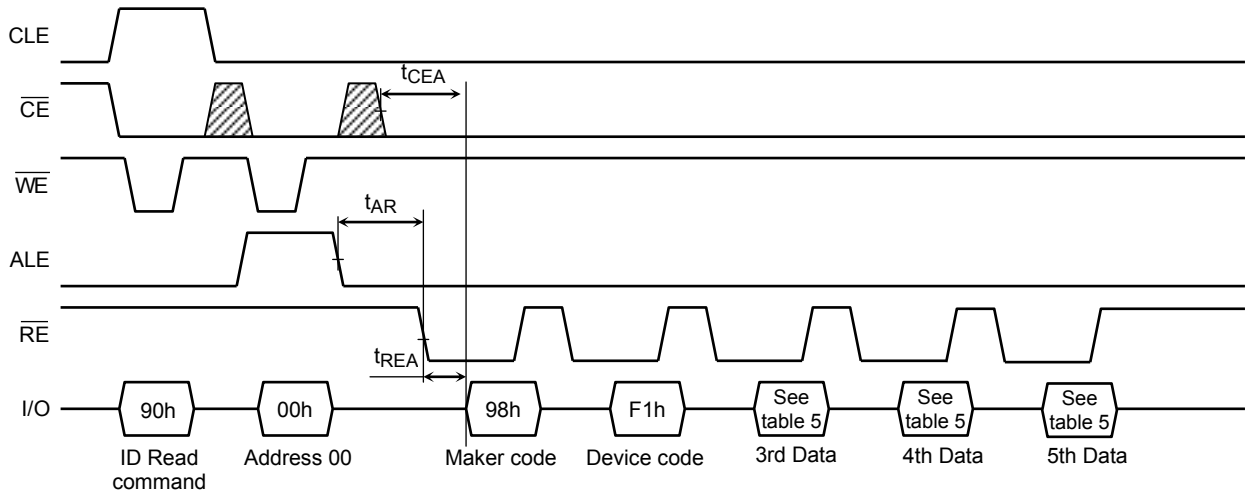 CLE
tCEA
CE
WE
tAR
ALE
RE
tREA
I/O
90h
00h
98h
F1h
See
table 5
See
table 5
See
table 5
ID Read
command
Address 00
Maker code
Device code
3rd Data
4th Data
5th Data